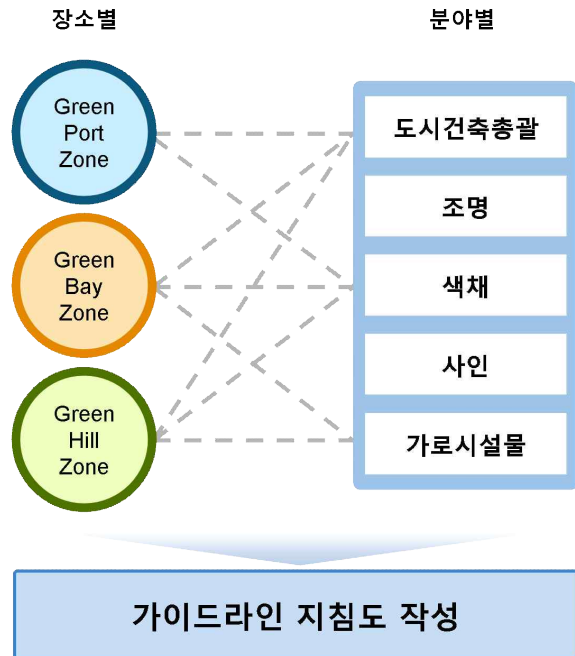 장소별
분야별
Green
Port
Zone
Green
Bay
Zone
Green
Hill
Zone
도시건축총괄
조명
색채
사인
가로시설물
가이드라인 지침도 작성